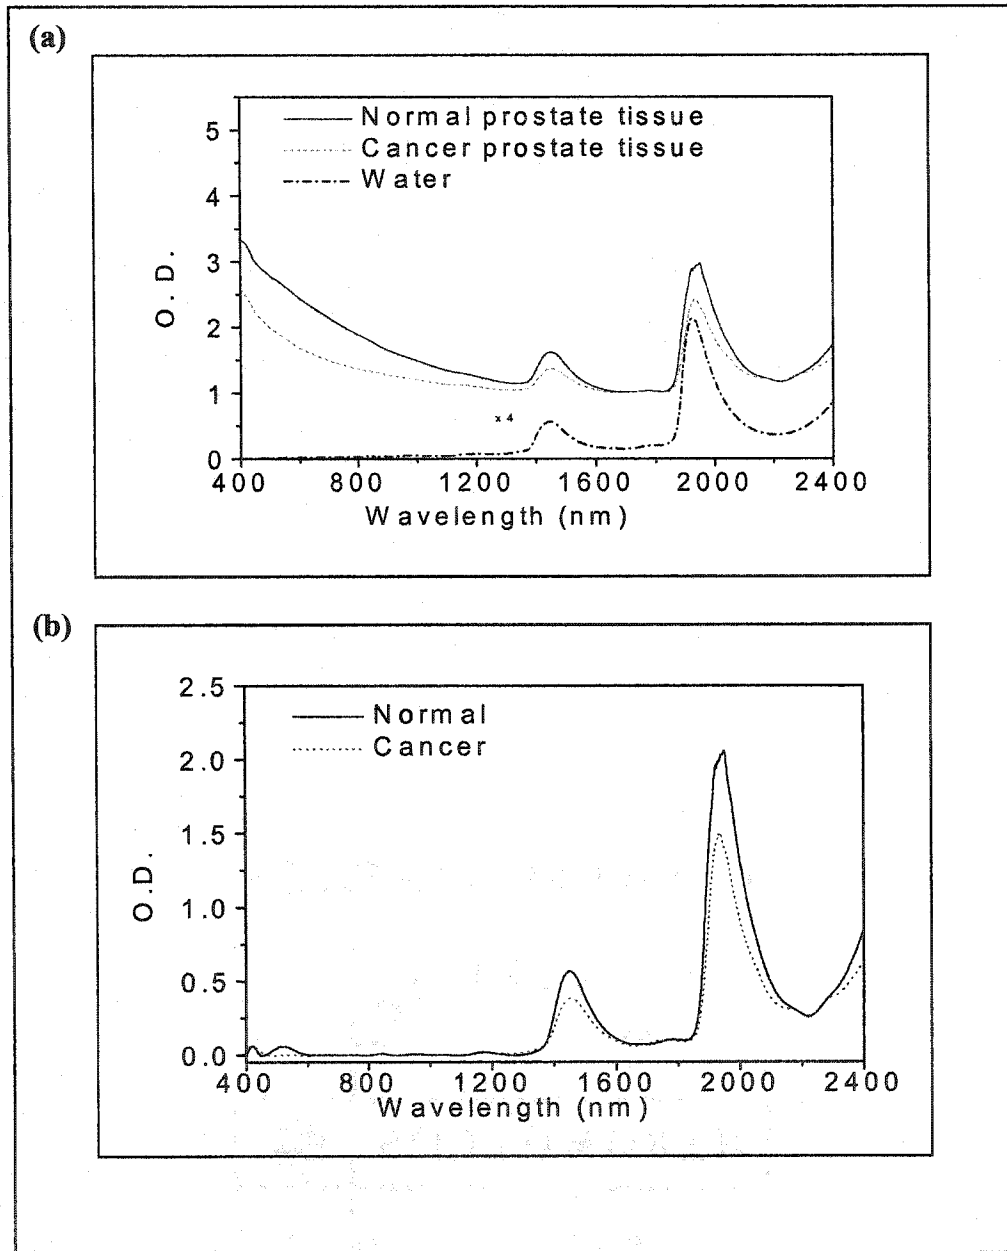 (a)
Normal prostate tissue
Cancer prostate tissue
Water
5
4
3
2
1
0
O.D.
x 4
400 800 1200 1600 2000 2400
Wavelength (nm)
(b)
Normal
Cancer
2.5
2.0
1.5
1.0
0.5
0.0
O.D.
400 800 1200 1600 2000 2400
Wavelength (nm)